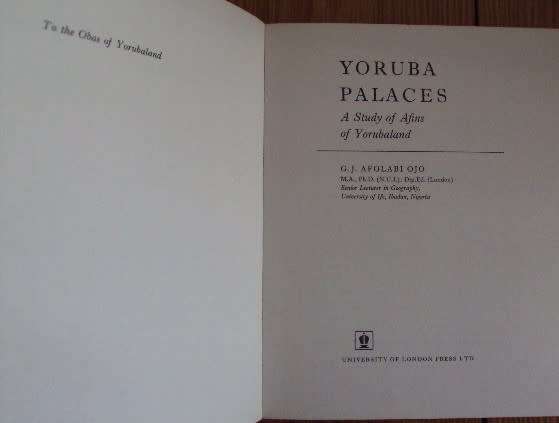 To the Obas of Yorubaland
YORUBA
PALACES
A Study of Afins
of Yorubaland
G. J. AFOLABI OJO
M.A., Ph.D. (N.U.I.), Dip.Ed. (London)
Senior Lecturer in Geography,
University of Ife, Ibadan, Nigeria
UNIVERSITY OF LONDON PRESS LTD